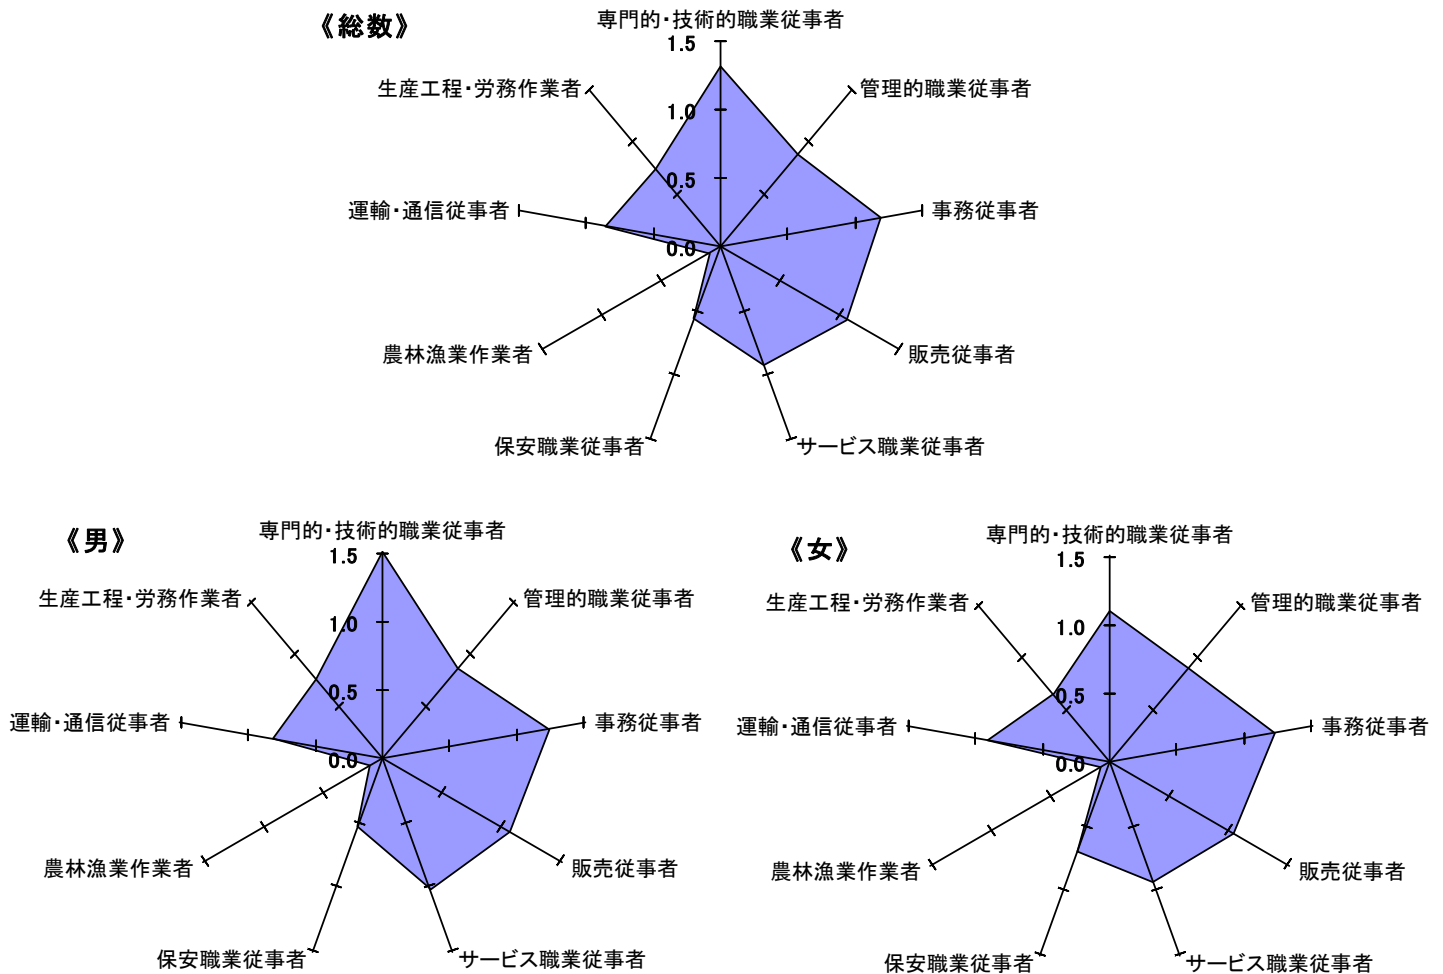 《総数》
専門的・技術的職業従事者
1.5
生産工程・労務作業者
管理的職業従事者
1.0
0.5
運輸・通信従事者
事務従事者
0.0
農林漁業作業者
販売従事者
保安職業従事者
サービス職業従事者
《男》
専門的・技術的職業従事者
1.5
生産工程・労務作業者
管理的職業従事者
1.0
0.5
運輸・通信従事者
事務従事者
0.0
農林漁業作業者
販売従事者
保安職業従事者
サービス職業従事者
《女》
専門的・技術的職業従事者
1.5
生産工程・労務作業者
管理的職業従事者
1.0
0.5
運輸・通信従事者
事務従事者
0.0
農林漁業作業者
販売従事者
保安職業従事者
サービス職業従事者